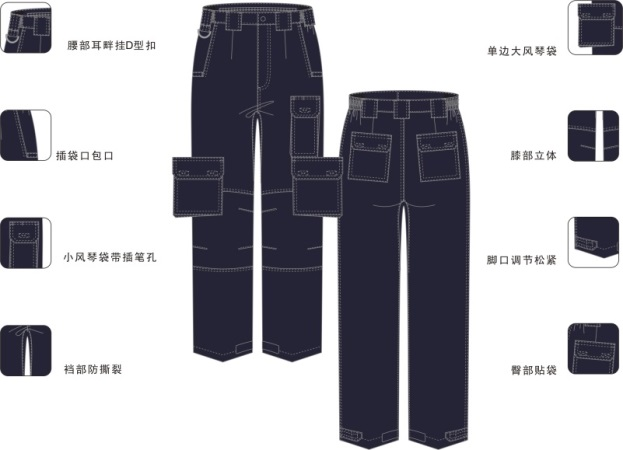 腰部耳畔挂D型扣
插袋口包口
小风琴袋带插笔孔
裆部防撕裂
单边大风琴袋
膝部立体
脚口调节松紧
臀部贴袋